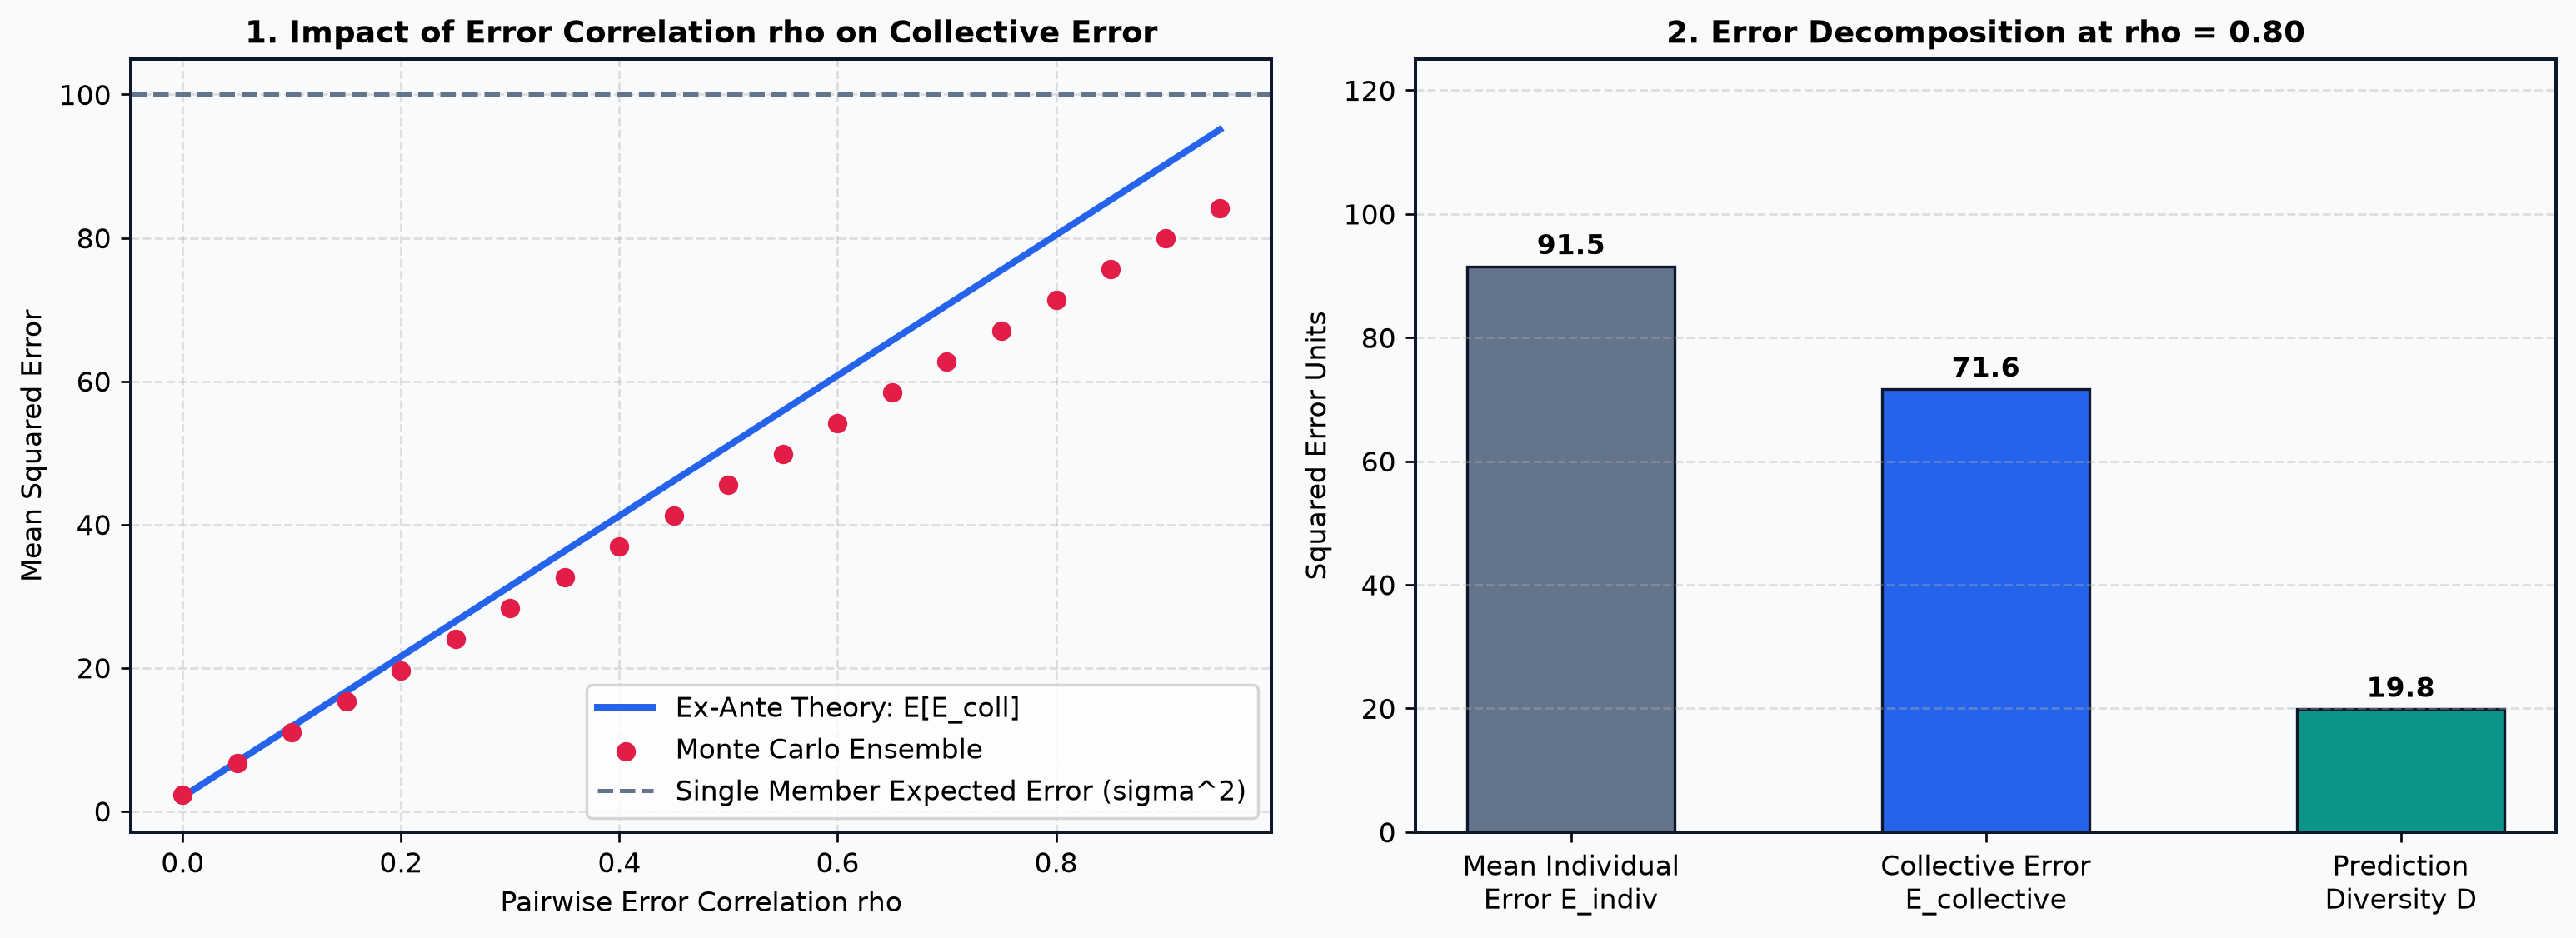 1. Impact of Error Correlation rho on Collective Error
Mean Squared Error
100
80
60
40
20
0
0.0 0.2 0.4 0.6 0.8
Pairwise Error Correlation rho
Ex-Ante Theory: E[E_coll]
Monte Carlo Ensemble
Single Member Expected Error (sigma^2)
2. Error Decomposition at rho = 0.80
Squared Error Units
120
100
80
60
40
20
0
91.5
71.6
19.8
Mean Individual
Error E_indiv
Collective Error
E_collective
Prediction
Diversity D